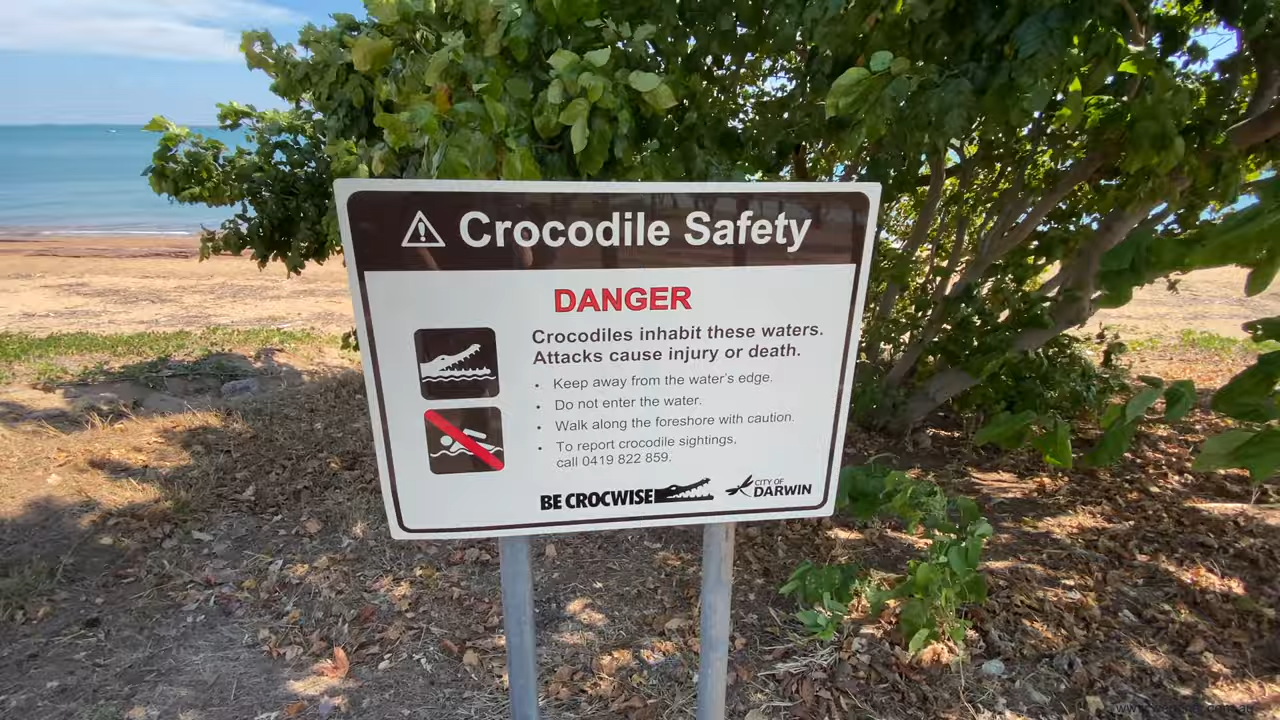 Crocodile Safety
DANGER
Crocodiles inhabit these waters.
Attacks cause injury or death.
• Keep away from the water's edge.
• Do not enter the water.
• Walk along the foreshore with caution.
• To report crocodile sightings,
call 0419 822 859.
BE CROCWISE
CITY OF
DARWIN